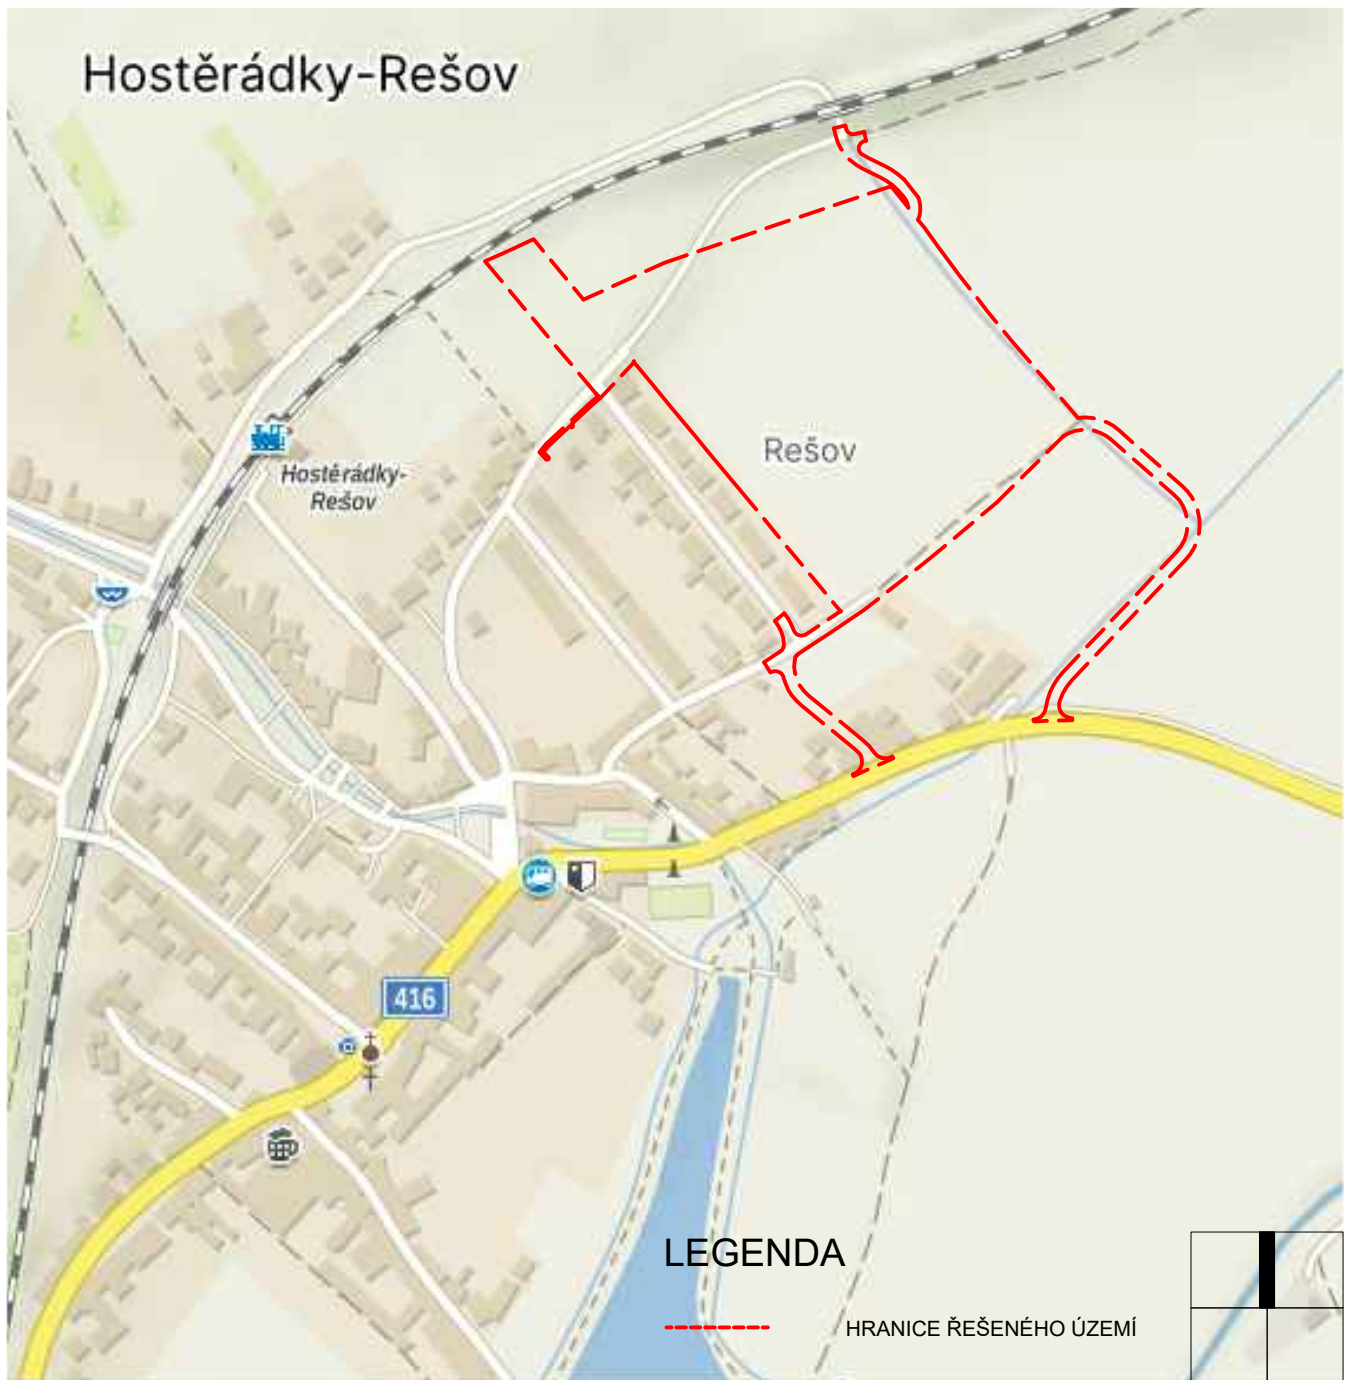 Hostěrádky-Rešov
Rešov
Hostěrádky-
Rešov
416
LEGENDA
HRANICE ŘEŠENÉHO ÚZEMÍ